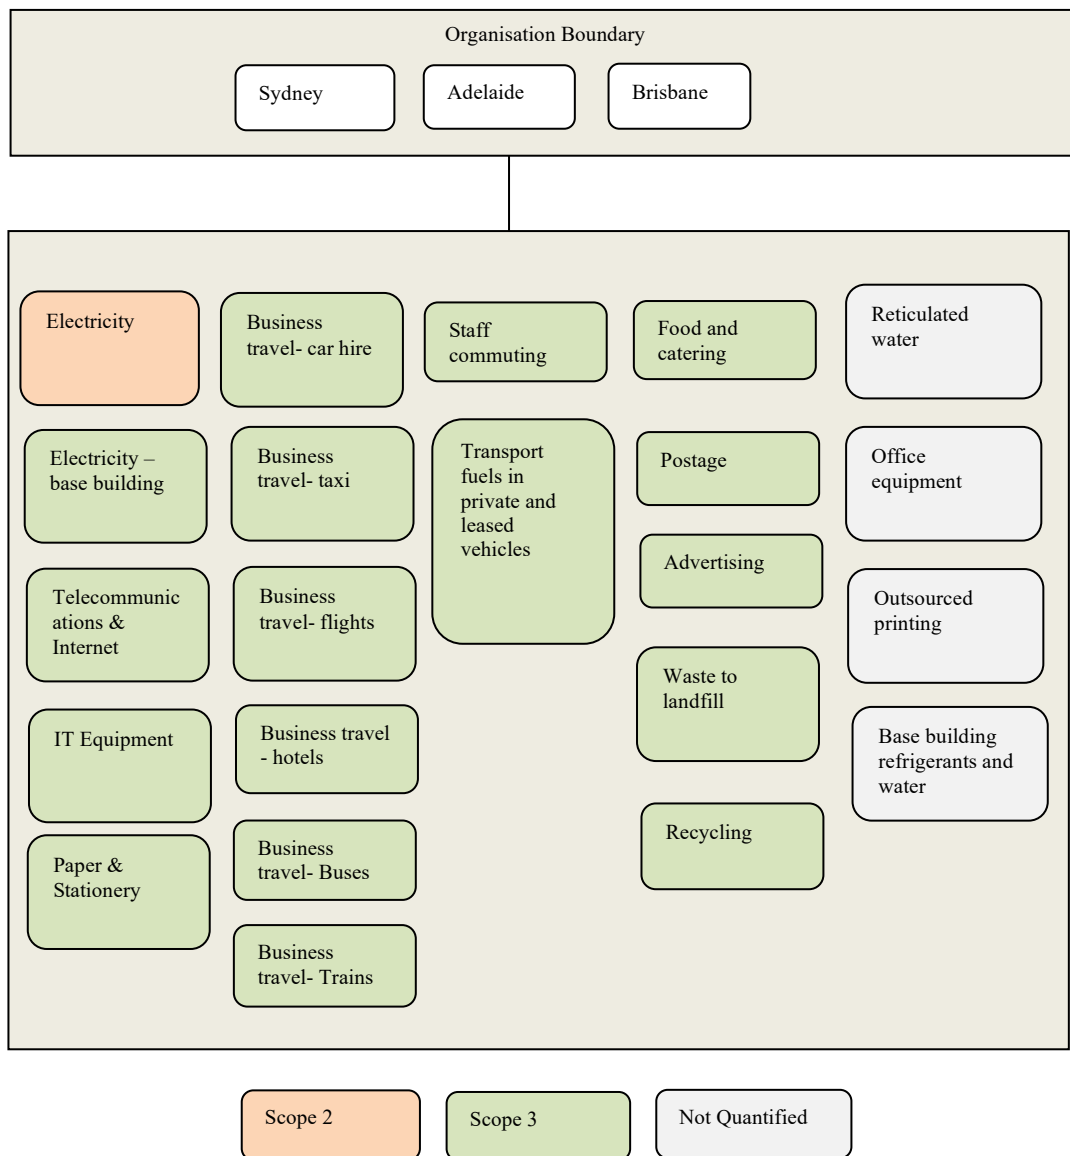 Organisation Boundary
Sydney
Adelaide
Brisbane
Electricity
Electricity –
base building
Telecommunic
ations &
Internet
IT Equipment
Paper &
Stationery
Business
travel- car hire
Business
travel- taxi
Business
travel- flights
Business travel
- hotels
Business
travel- Buses
Business
travel- Trains
Staff
commuting
Transport
fuels in
private and
leased
vehicles
Food and
catering
Postage
Advertising
Waste to
landfill
Recycling
Reticulated
water
Office
equipment
Outsourced
printing
Base building
refrigerants and
water
Scope 2
Scope 3
Not Quantified